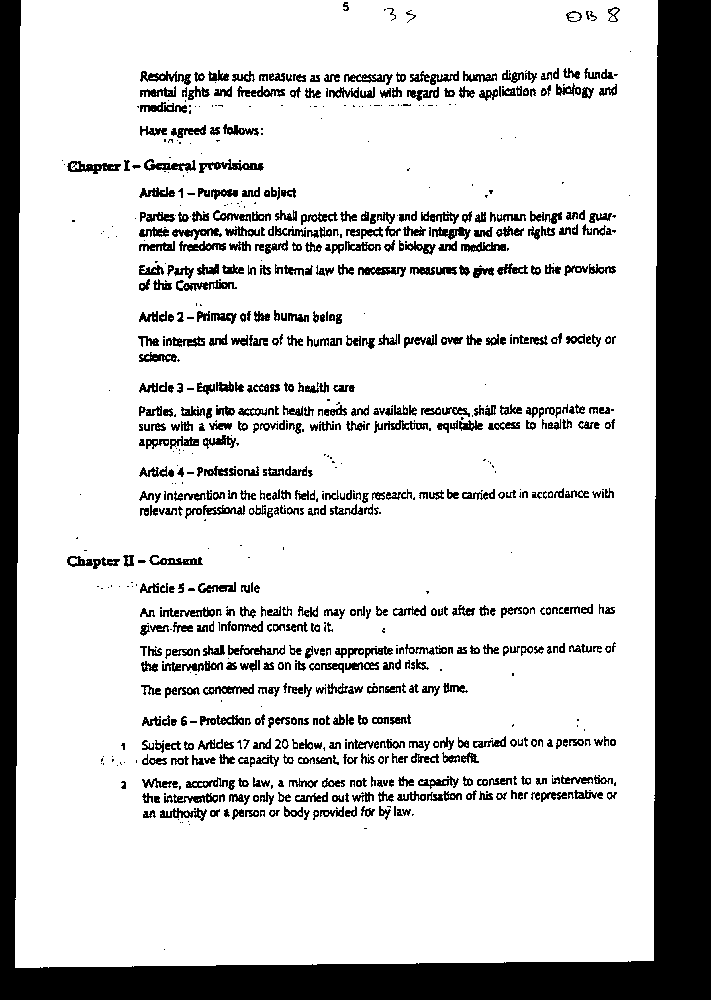 5
35
OB 8
Resolving to take such measures as are necessary to safeguard human dignity and the funda-
mental rights and freedoms of the individual with regard to the application of biology and
medicine;
Have agreed as follows:
Chapter I – General provisions
Article 1 – Purpose and object
Parties to this Convention shall protect the dignity and identity of all human beings and guar-
antee everyone, without discrimination, respect for their integrity and other rights and funda-
mental freedoms with regard to the application of biology and medicine.
Each Party shall take in its internal law the necessary measures to give effect to the provisions
of this Convention.
Article 2 – Primacy of the human being
The interests and welfare of the human being shall prevail over the sole interest of society or
science.
Article 3 – Equitable access to health care
Parties, taking into account health needs and available resources, shall take appropriate mea-
sures with a view to providing, within their jurisdiction, equitable access to health care of
appropriate quality.
Article 4 – Professional standards
Any intervention in the health field, including research, must be carried out in accordance with
relevant professional obligations and standards.
Chapter II – Consent
Article 5 – General rule
An intervention in the health field may only be carried out after the person concerned has
given free and informed consent to it.
This person shall beforehand be given appropriate information as to the purpose and nature of
the intervention as well as on its consequences and risks.
The person concerned may freely withdraw consent at any time.
Article 6 – Protection of persons not able to consent
1 Subject to Articles 17 and 20 below, an intervention may only be carried out on a person who
does not have the capacity to consent, for his or her direct benefit.
2 Where, according to law, a minor does not have the capacity to consent to an intervention,
the intervention may only be carried out with the authorisation of his or her representative or
an authority or a person or body provided for by law.